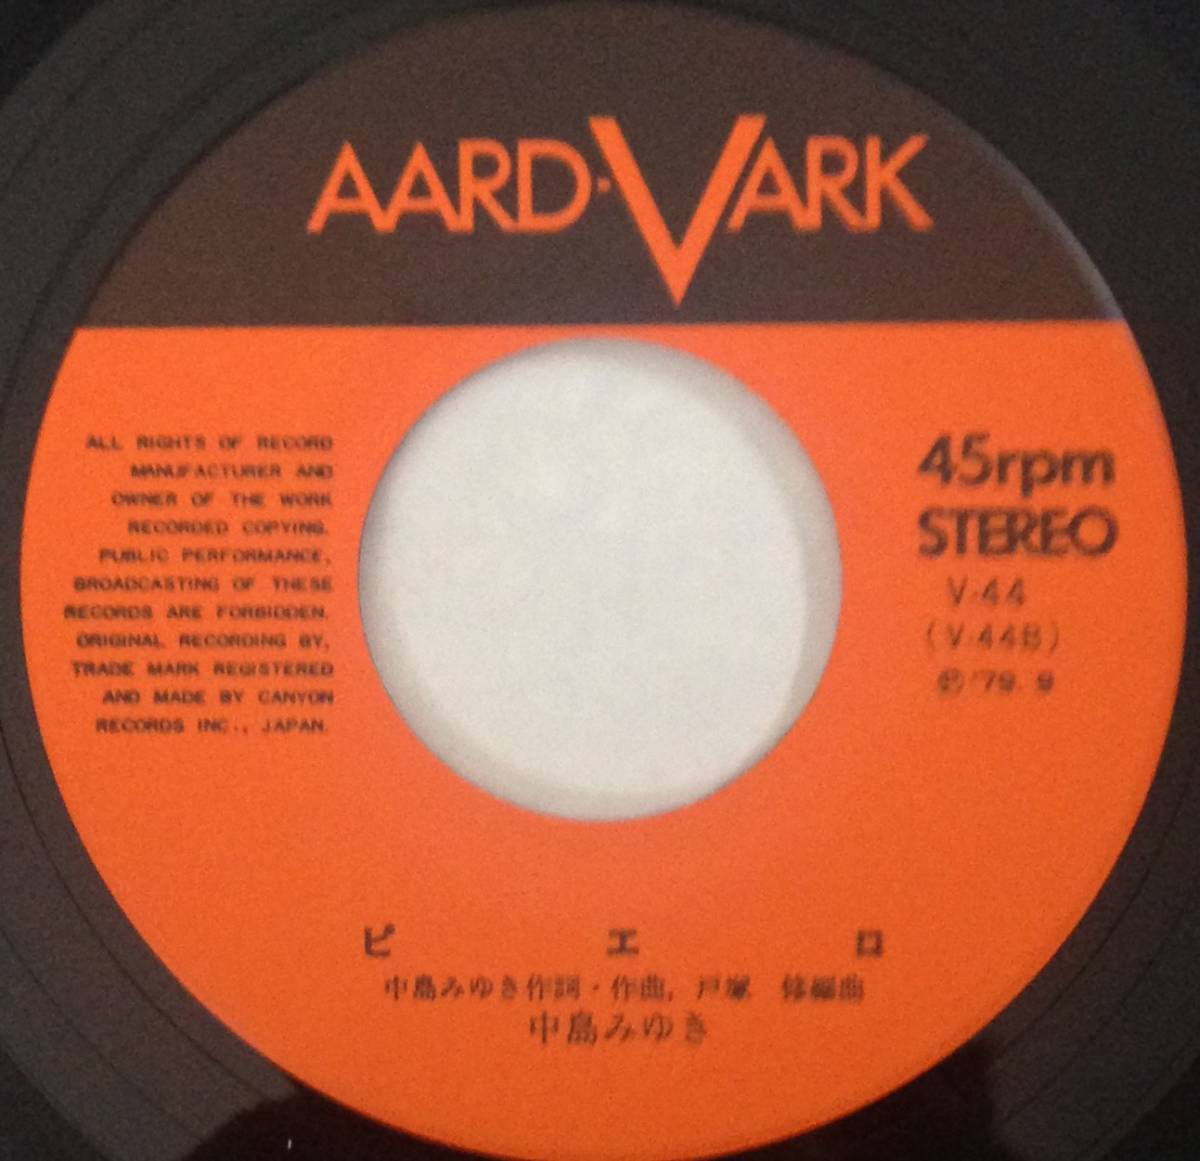 AARD·VARK
ALL RIGHTS OF RECORD
MANUFACTURER AND
OWNER OF THE WORK
RECORDED COPYING.
PUBLIC PERFORMANCE,
BROADCASTING OF THESE
RECORDS ARE FORBIDDEN.
ORIGINAL RECORDING BY,
TRADE MARK REGISTERED
AND MADE BY CANYON
RECORDS INC., JAPAN.
45rpm
STEREO
V-44
(V-44B)
Ⓟ'79. 9
ピエロ
中島みゆき作詞・作曲, 戸塚 修編曲
中島みゆき